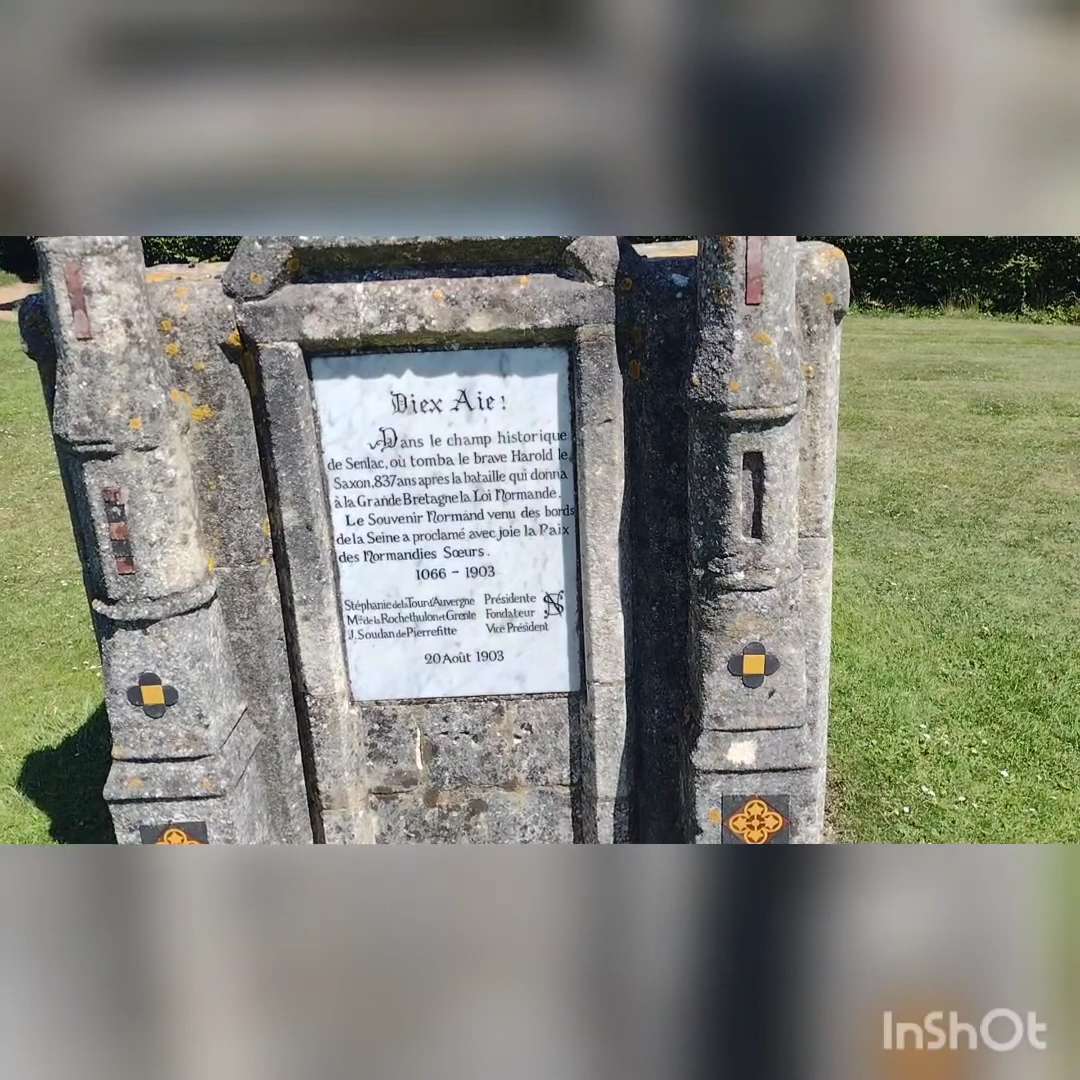 Diex Aie!
Dans le champ historique
de Senlac, où tomba le brave Harold le
Saxon, 837 ans après la bataille qui donna
à la Grande Bretagne la Loi Normande.
Le Souvenir Normand venu des bords
de la Seine a proclamé avec joie la Paix
des Normandies Sœurs.
1066 - 1903
Stéphanie de la Tour d'Auvergne Présidente
Mis. de la Rochethulon et Grente Fondateur
J. Soudan de Pierrefitte Vice Président
20 Août 1903
InShOt